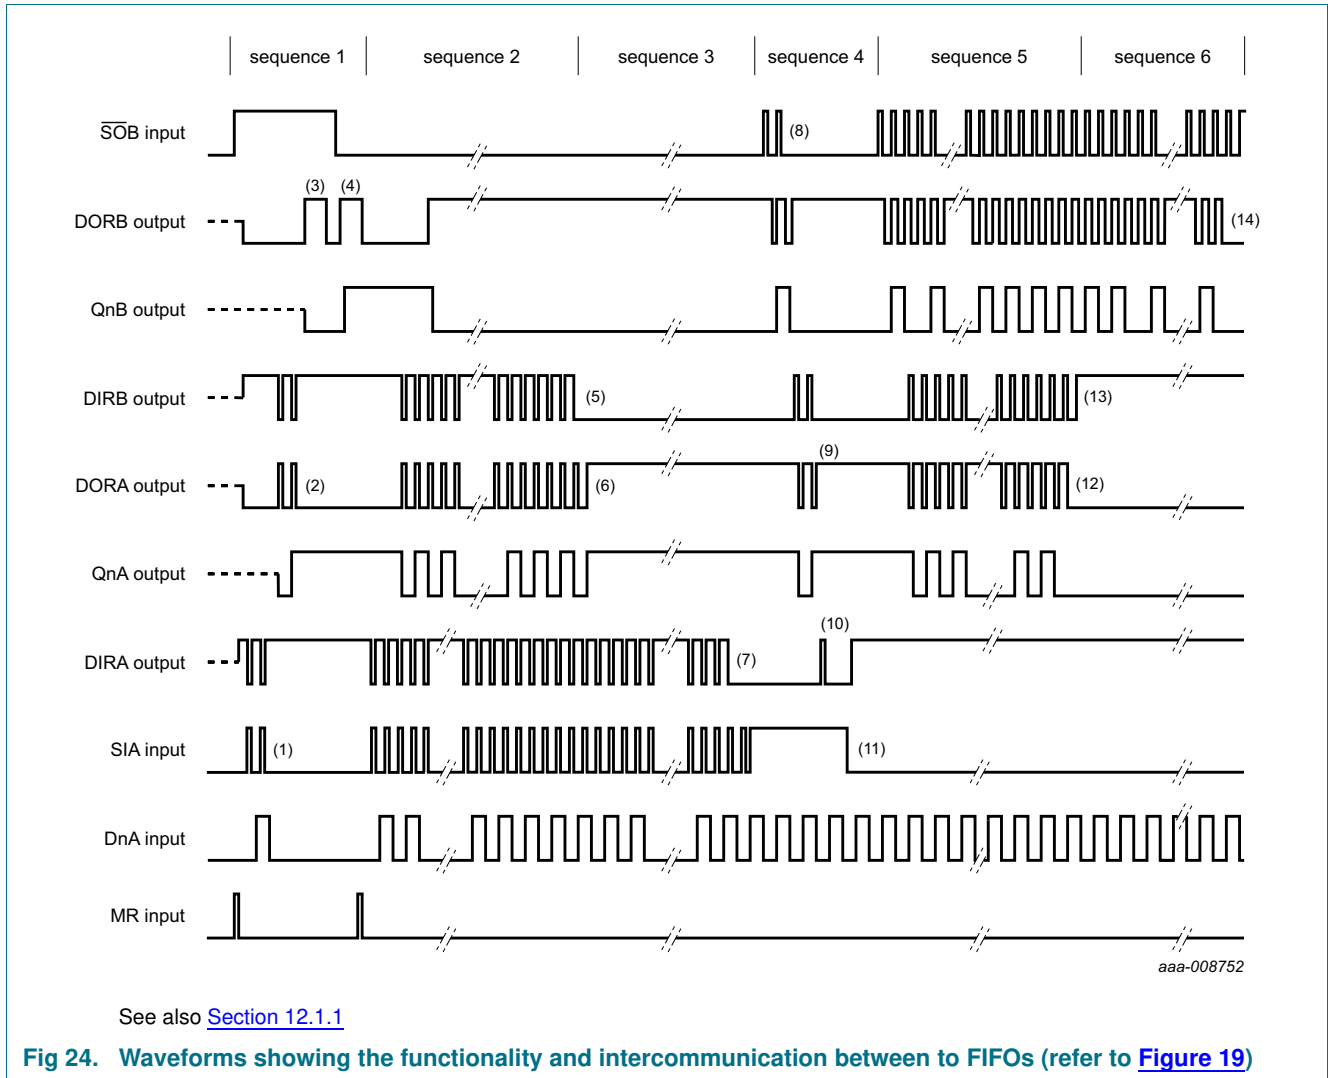 sequence 1 sequence 2 sequence 3 sequence 4 sequence 5 sequence 6
SOB input (8)
(3) (4)
DORB output (14)
QnB output
DIRB output (5) (13)
(9)
DORA output (2) (6) (12)
QnA output
(10)
DIRA output (7)
SIA input (1) (11)
DnA input
MR input
aaa-008752
See also Section 12.1.1
Fig 24. Waveforms showing the functionality and intercommunication between to FIFOs (refer to Figure 19)